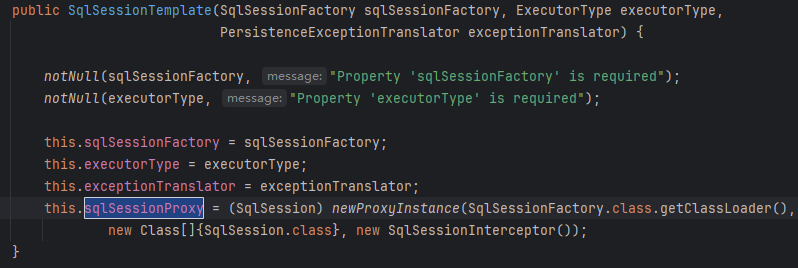 public SqlSessionTemplate(SqlSessionFactory sqlSessionFactory, ExecutorType executorType,
PersistenceExceptionTranslator exceptionTranslator) {
notNull(sqlSessionFactory, message: "Property 'sqlSessionFactory' is required");
notNull(executorType, message: "Property 'executorType' is required");
this.sqlSessionFactory = sqlSessionFactory;
this.executorType = executorType;
this.exceptionTranslator = exceptionTranslator;
this.sqlSessionProxy = (SqlSession) newProxyInstance(SqlSessionFactory.class.getClassLoader(),
new Class[]{SqlSession.class}, new SqlSessionInterceptor());
}